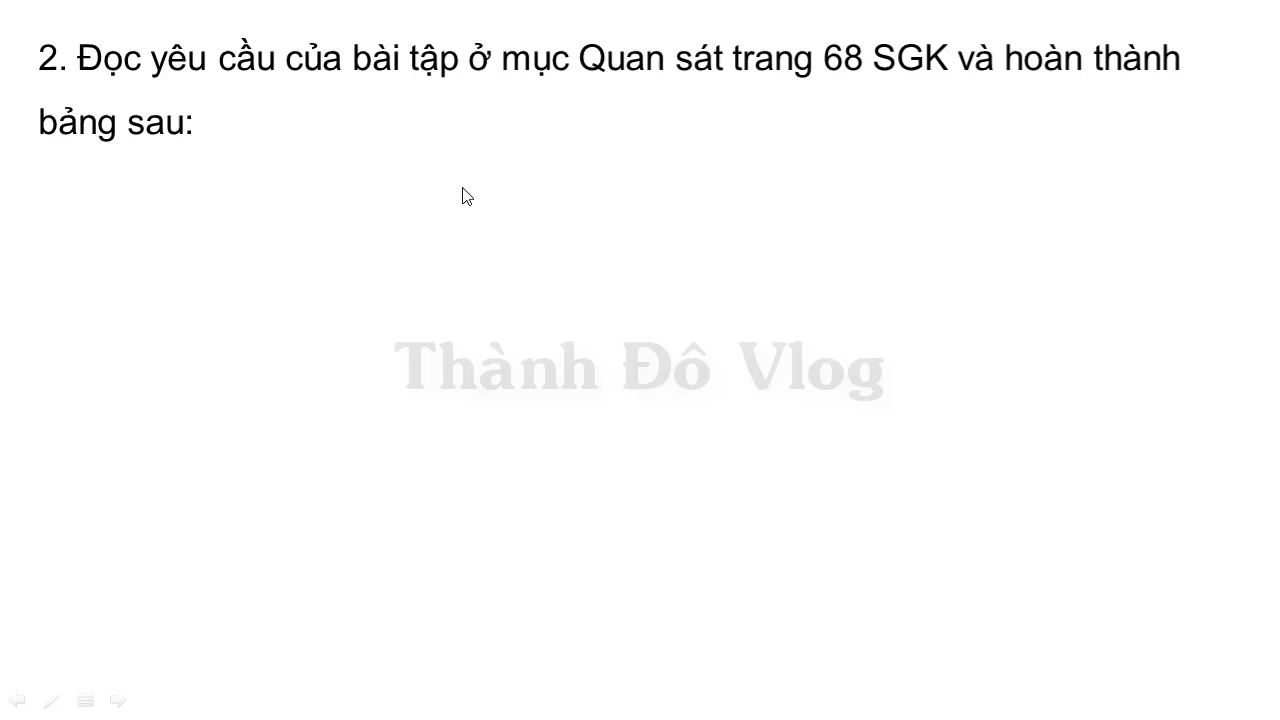 2. Đọc yêu cầu của bài tập ở mục Quan sát trang 68 SGK và hoàn thành
bảng sau:
Thành Đô Vlog